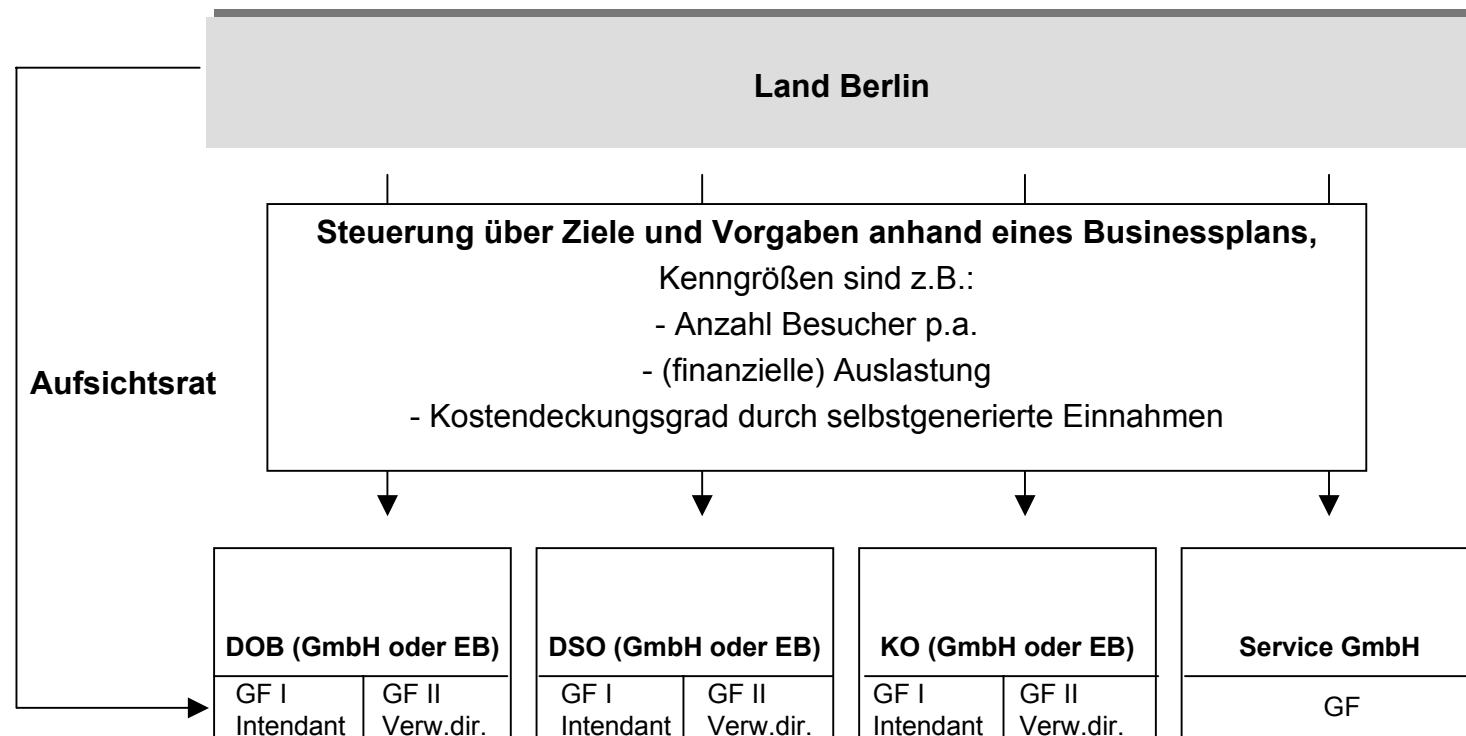 Land Berlin
Steuerung über Ziele und Vorgaben anhand eines Businessplans,
Kenngrößen sind z.B.:
- Anzahl Besucher p.a.
- (finanzielle) Auslastung
- Kostendeckungsgrad durch selbstgenerierte Einnahmen
Aufsichtsrat
DOB (GmbH oder EB)
GF I
Intendant
GF II
Verw.dir.
DSO (GmbH oder EB)
GF I
Intendant
GF II
Verw.dir.
KO (GmbH oder EB)
GF I
Intendant
GF II
Verw.dir.
Service GmbH
GF